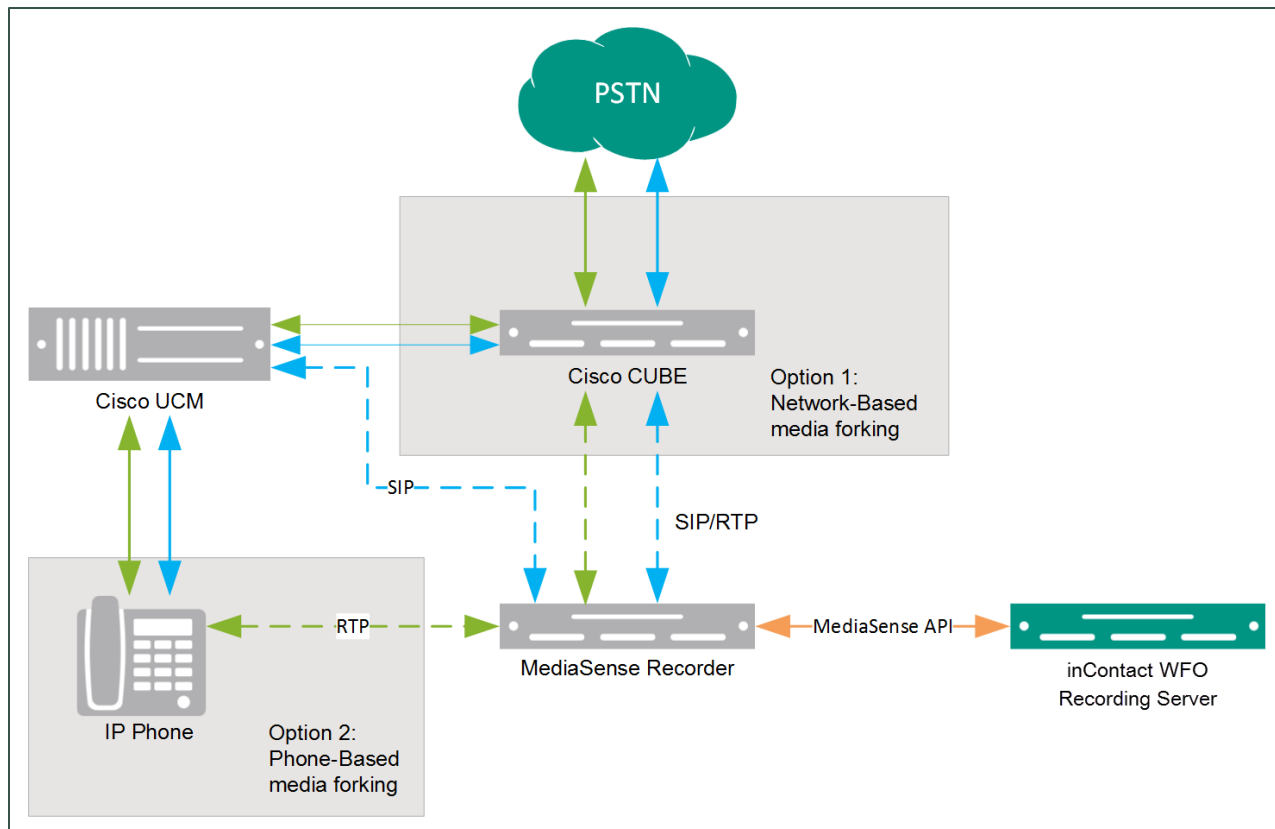 PSTN
Cisco UCM
Cisco CUBE
Option 1:
Network-Based
media forking
SIP
SIP/RTP
IP Phone
Option 2:
Phone-Based
media forking
RTP
MediaSense Recorder
MediaSense API
inContact WFO
Recording Server